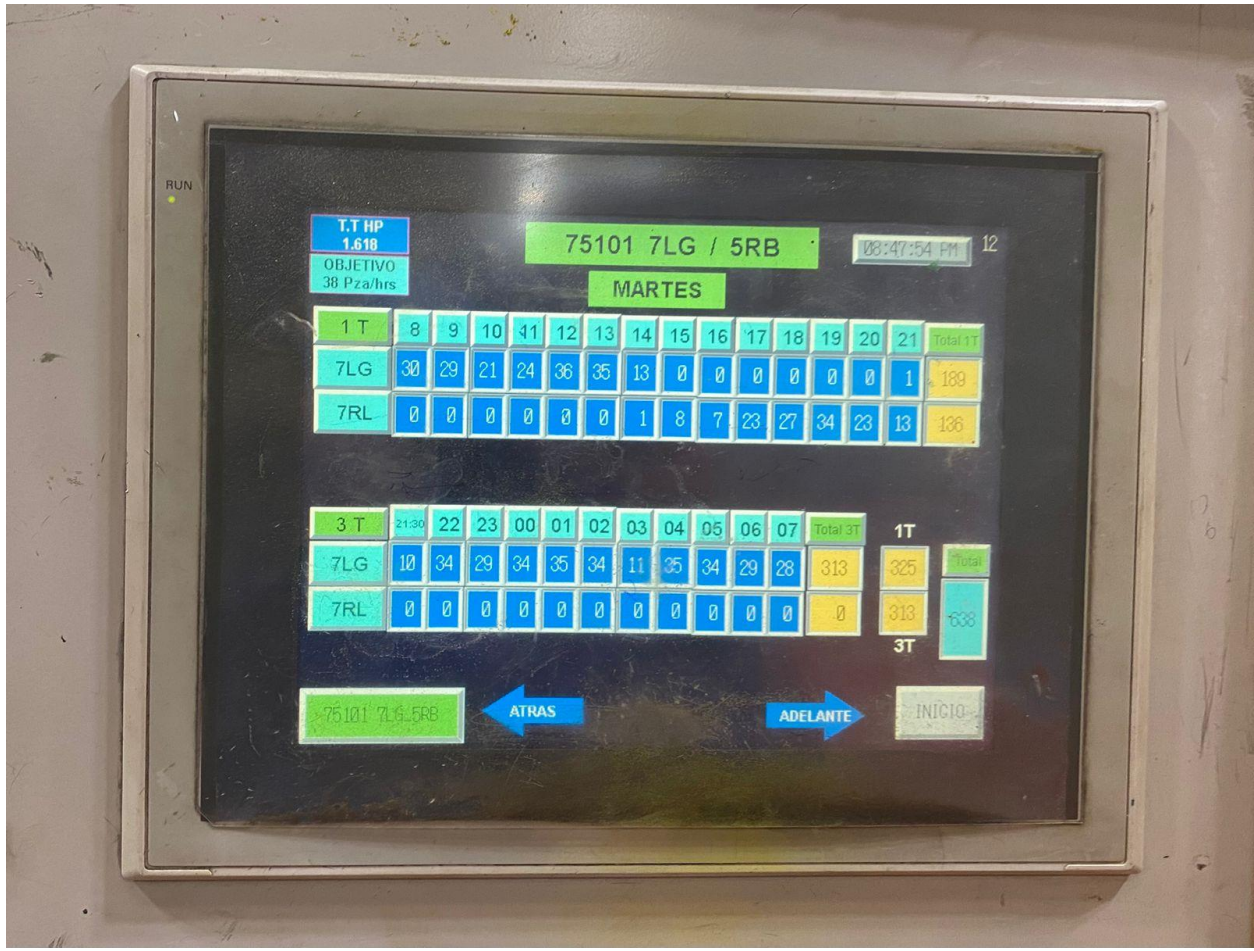 RUN
T.T HP
1.618
OBJETIVO
38 Pza/hrs
75101 7LG / 5RB
08:47:54 PM
12
MARTES
1 T 8 9 10 11 12 13 14 15 16 17 18 19 20 21 Total 1T
7LG 30 29 21 24 36 35 13 0 0 0 0 0 0 1 189
7RL 0 0 0 0 0 0 1 8 7 23 27 34 23 13 136
3 T 21:30 22 23 00 01 02 03 04 05 06 07 Total 3T 1T
7LG 10 34 29 34 35 34 11 35 34 29 28 313 325 Total
7RL 0 0 0 0 0 0 0 0 0 0 0 0 313 638
3T
75101 7LG_5RB ATRAS ADELANTE INICIO